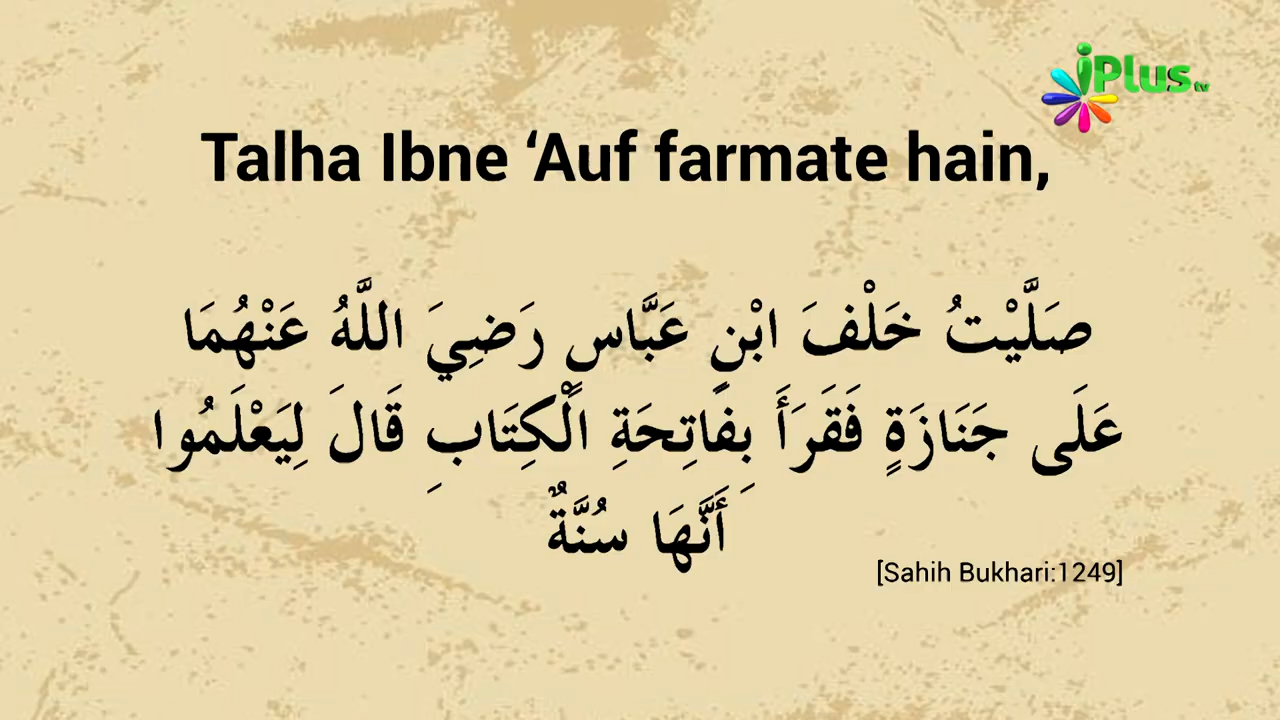 iPlus tv
Talha Ibne ‘Auf farmate hain,
صَلَّيْتُ خَلْفَ ابْنِ عَبَّاسٍ رَضِيَ اللَّهُ عَنْهُمَا
عَلَى جَنَازَةٍ فَقَرَأَ بِفَاتِحَةِ الْكِتَابِ قَالَ لِيَعْلَمُوا
أَنَّهَا سُنَّةٌ
[Sahih Bukhari:1249]